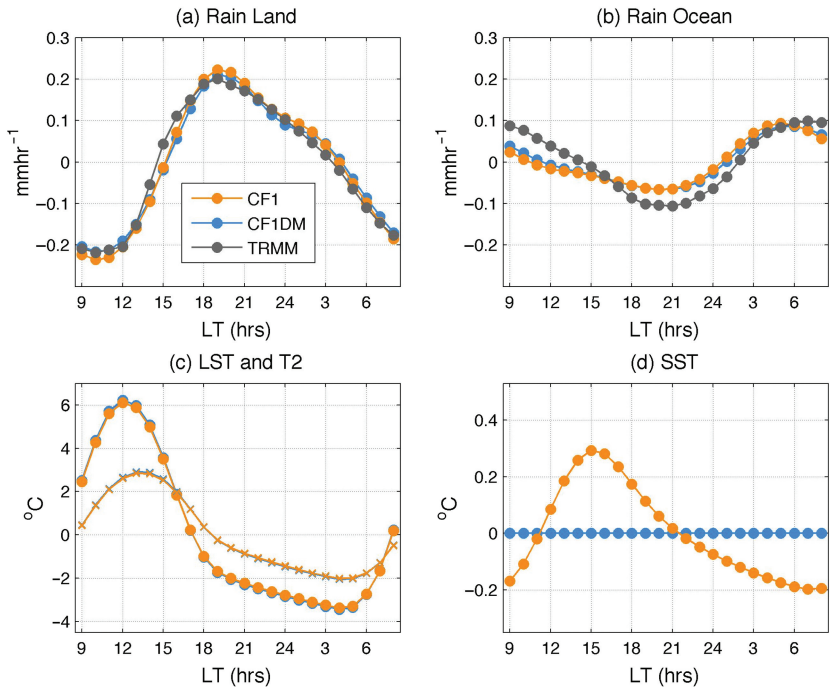 (a) Rain Land
0.3
0.2
0.1
0
−0.1
−0.2
mmhr⁻¹
CF1
CF1DM
TRMM
9 12 15 18 21 24 3 6
LT (hrs)
(b) Rain Ocean
0.3
0.2
0.1
0
−0.1
−0.2
mmhr⁻¹
9 12 15 18 21 24 3 6
LT (hrs)
(c) LST and T2
6
4
2
0
−2
−4
°C
9 12 15 18 21 24 3 6
LT (hrs)
(d) SST
0.4
0.2
0
−0.2
°C
9 12 15 18 21 24 3 6
LT (hrs)